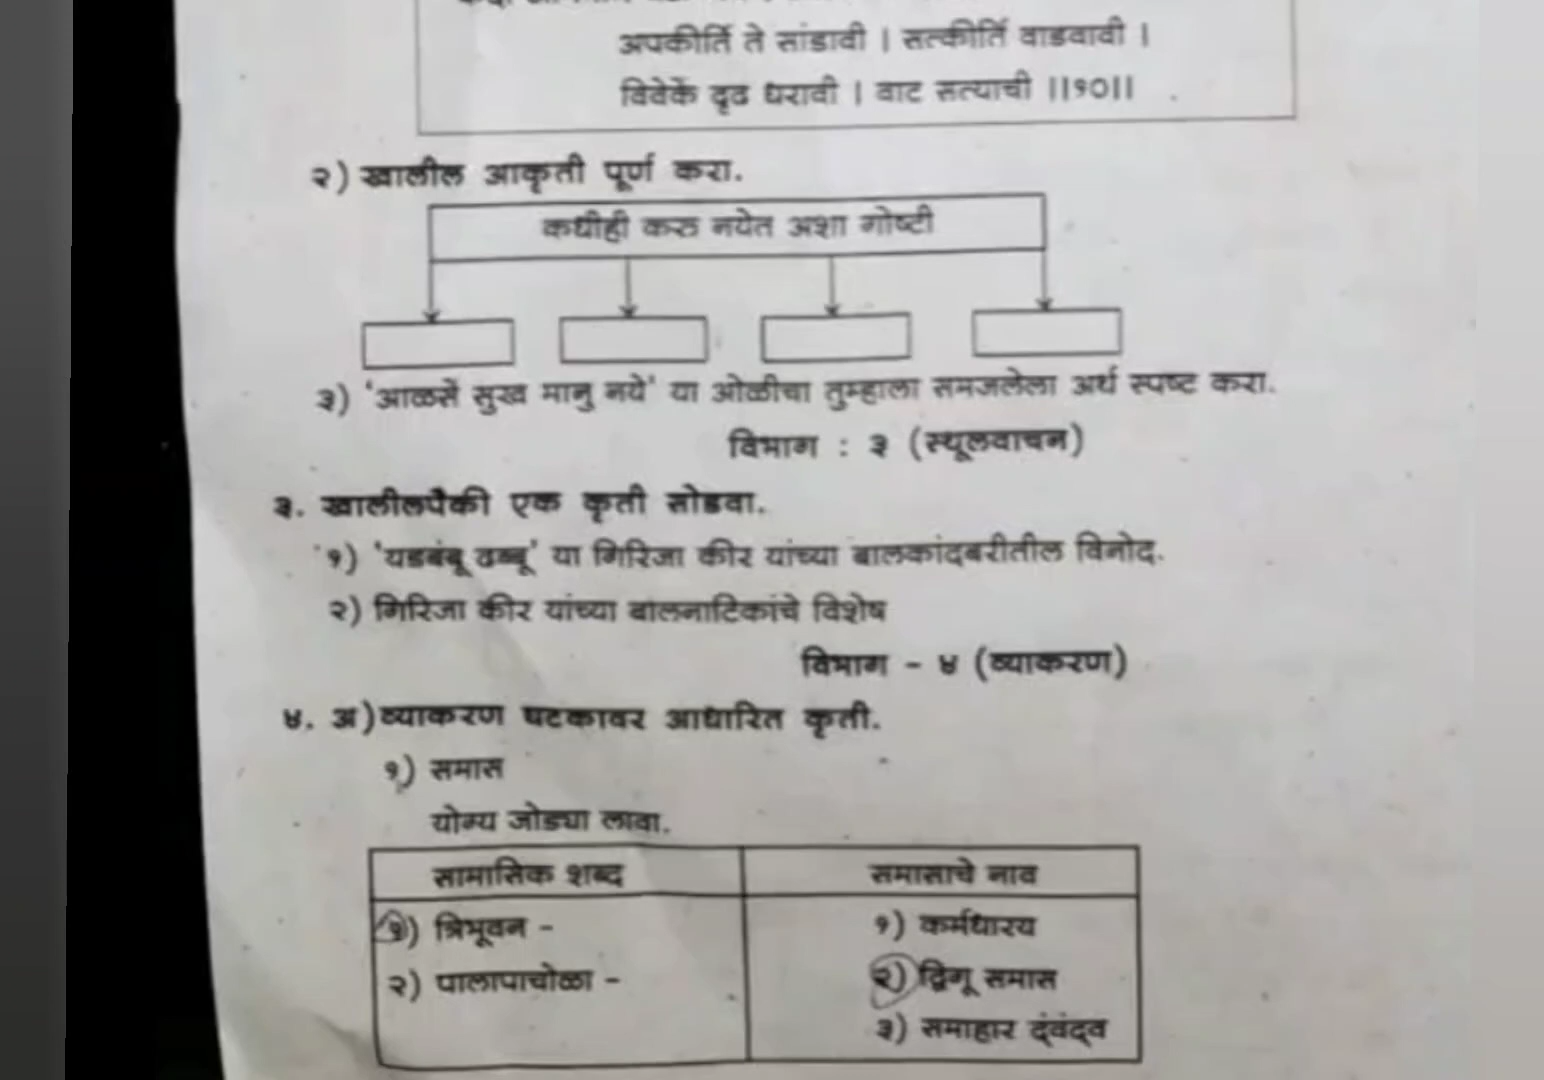 अपकीर्ति ते सांडावी । सत्कीर्ति वाडवावी ।
विवेकें दृढ धरावी । वाट सत्याची ।।१०।।
२) खालील आकृती पूर्ण करा.
कधीही करु नयेत अशा गोष्टी
३) 'आळसें सुख मानु नये' या ओळीचा तुम्हाला समजलेला अर्थ स्पष्ट करा.
विभाग : ३ (स्थूलवाचन)
३. खालीलपैकी एक कृती सोडवा.
१) 'यडबंबू ढब्बू' या गिरिजा कीर यांच्या बालकांदबरीतील विनोद.
२) गिरिजा कीर यांच्या बालनाटिकांचे विशेष
विभाग - ४ (व्याकरण)
४. अ) व्याकरण घटकावर आधारित कृती.
१) समास
योग्य जोड्या लावा.
सामासिक शब्द समासाचे नाव
१) त्रिभूवन - १) कर्मधारय
२) पालापाचोळा - २) द्विगू समास
३) समाहार द्ंवंद्व